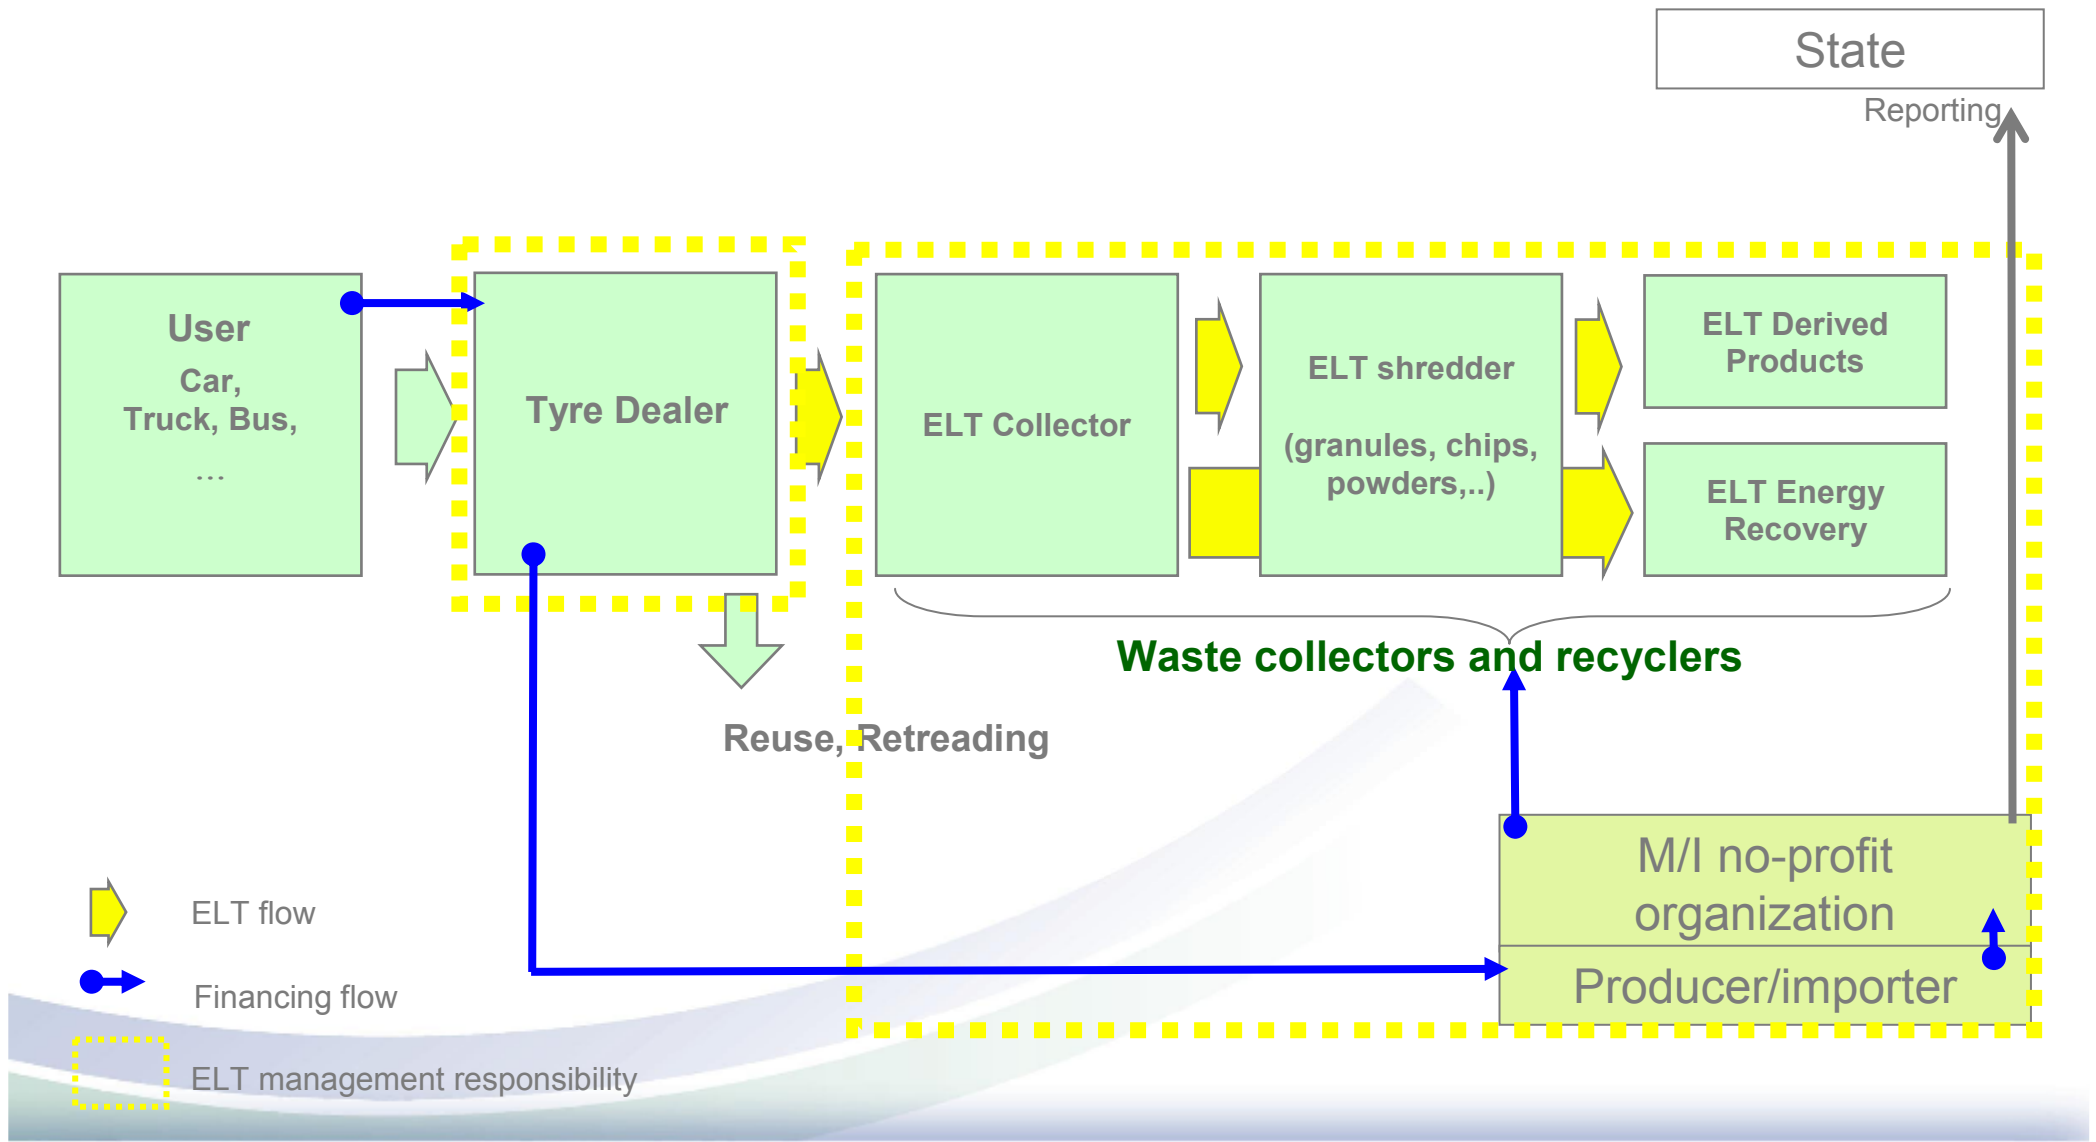 State
Reporting
User
Car,
Truck, Bus,
...
Tyre Dealer
ELT Collector
ELT shredder
(granules, chips,
powders,..)
ELT Derived
Products
ELT Energy
Recovery
Waste collectors and recyclers
Reuse, Retreading
M/I no-profit
organization
Producer/importer
ELT flow
Financing flow
ELT management responsibility